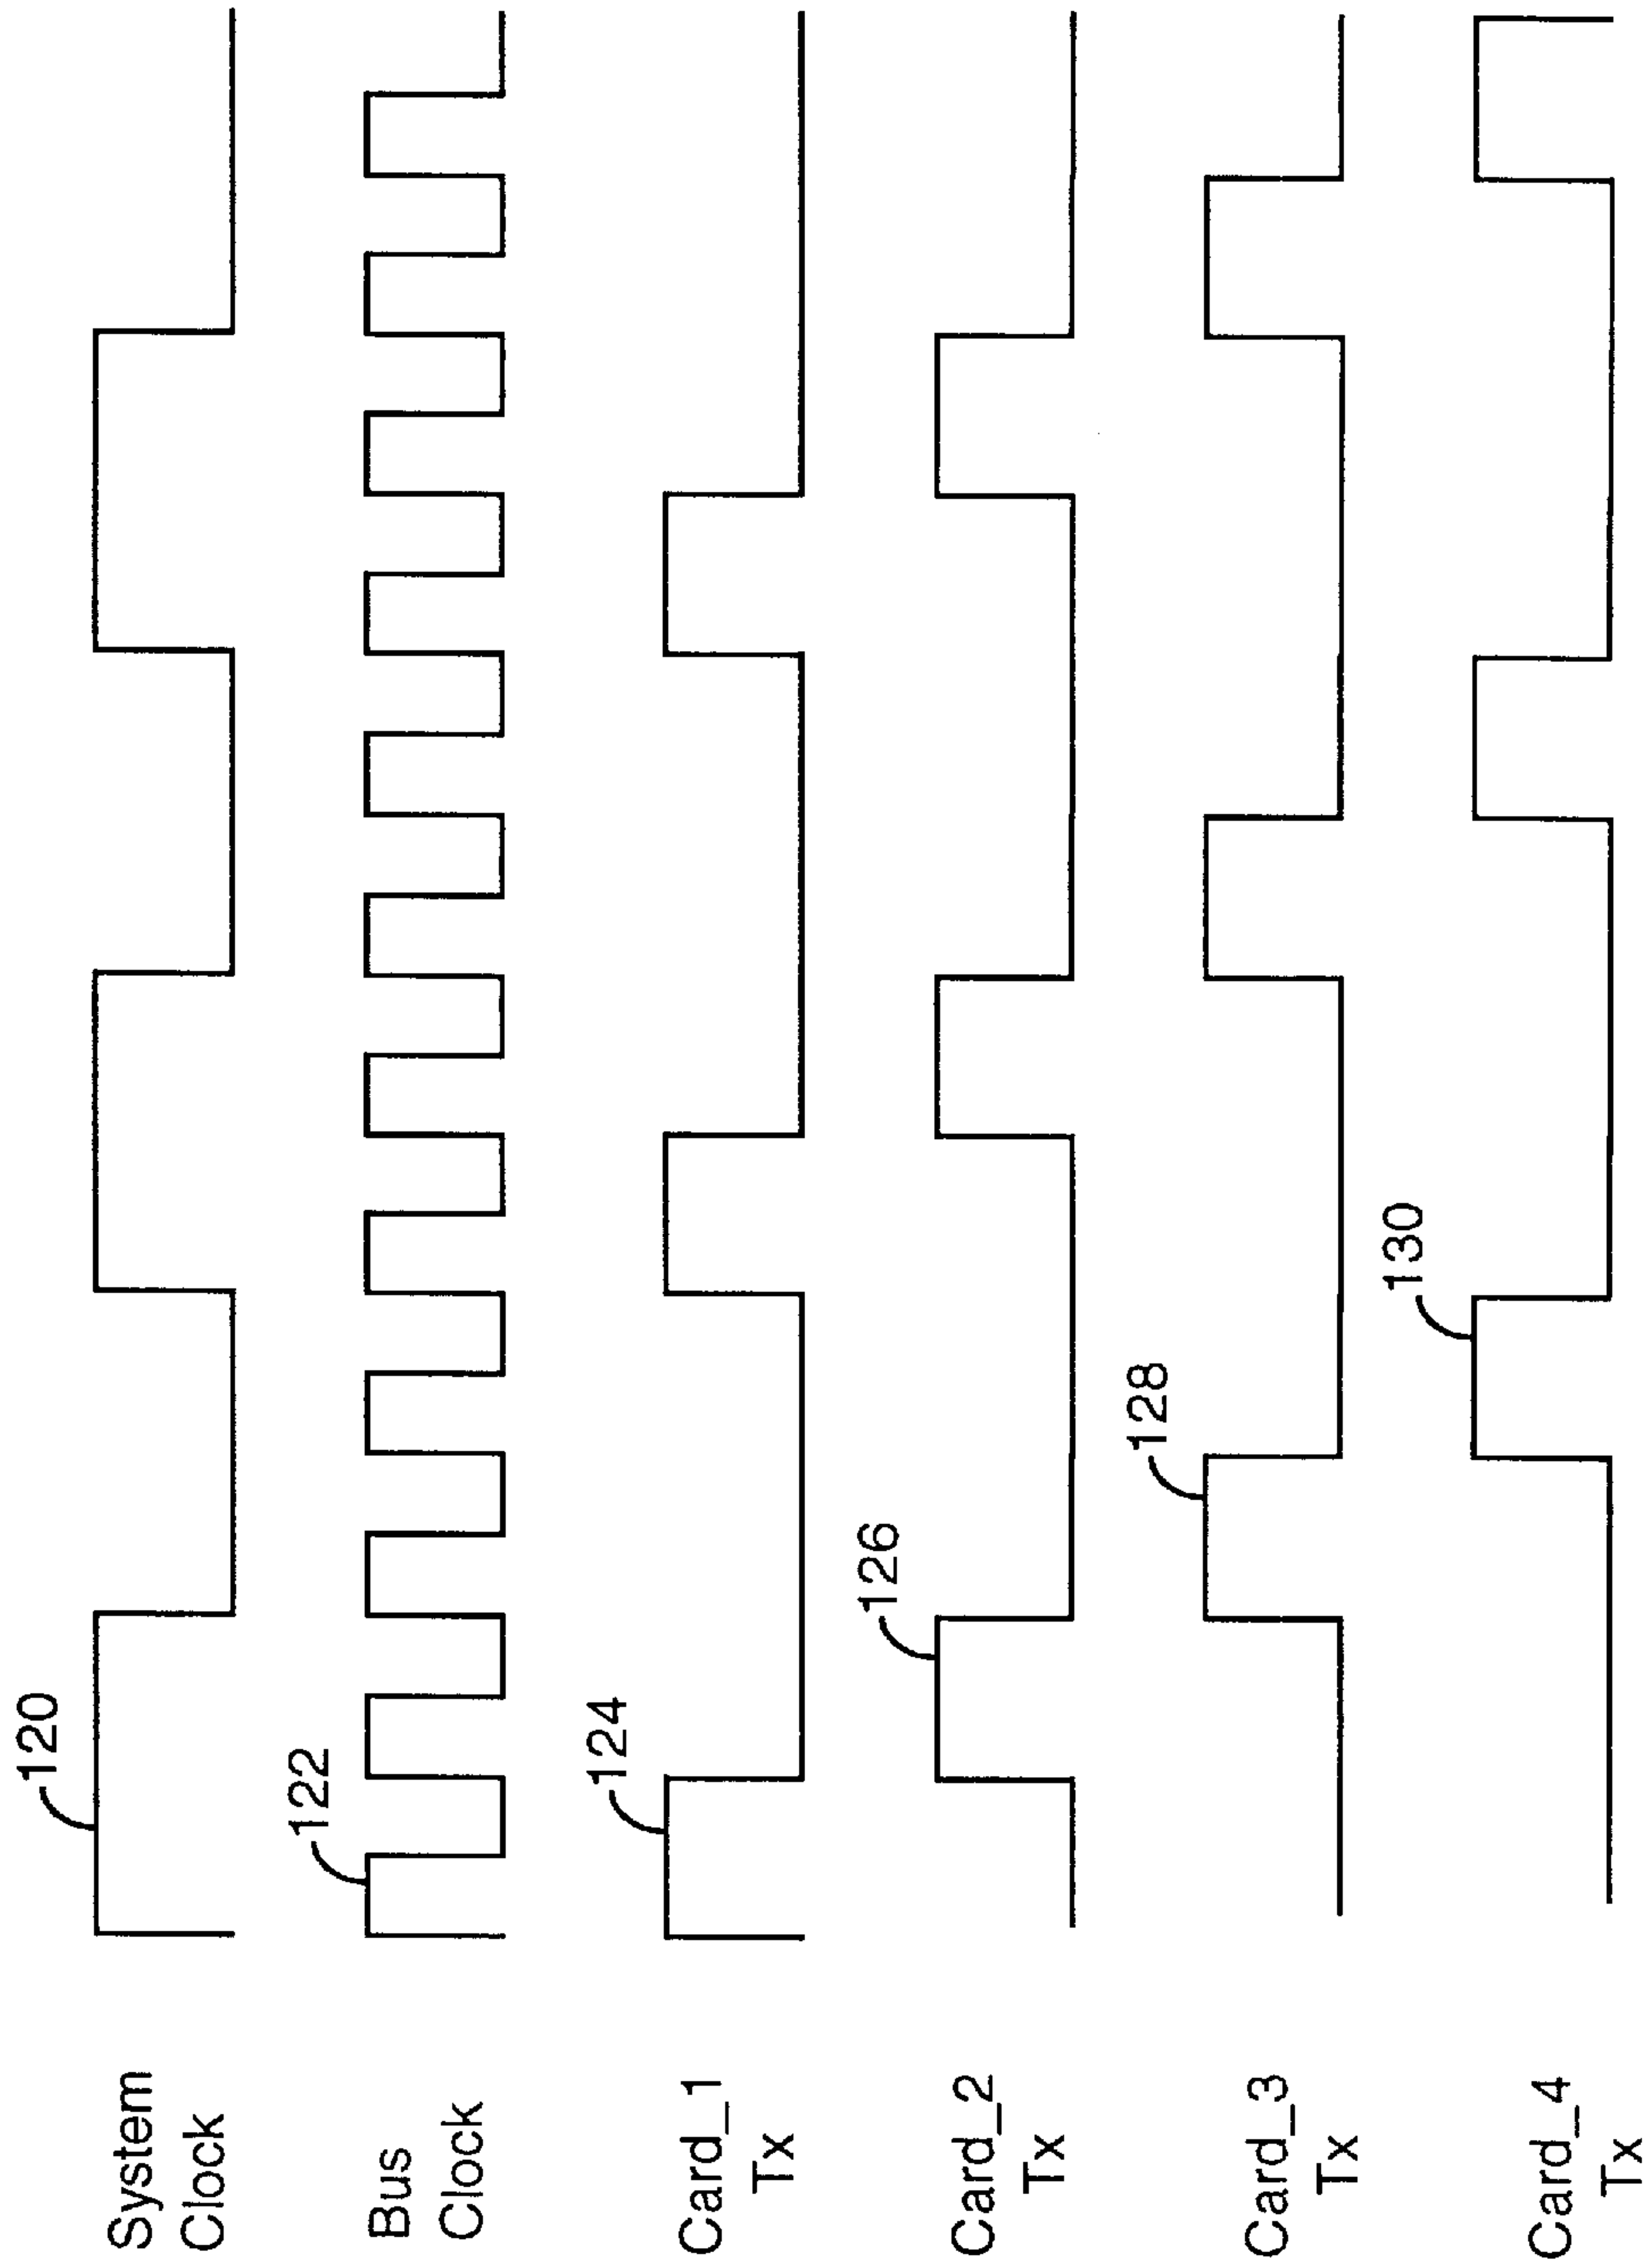 System
Clock
120
Bus
Clock
122
Card_1
Tx
124
Card_2
Tx
126
Card_3
Tx
128
Card_4
Tx
130